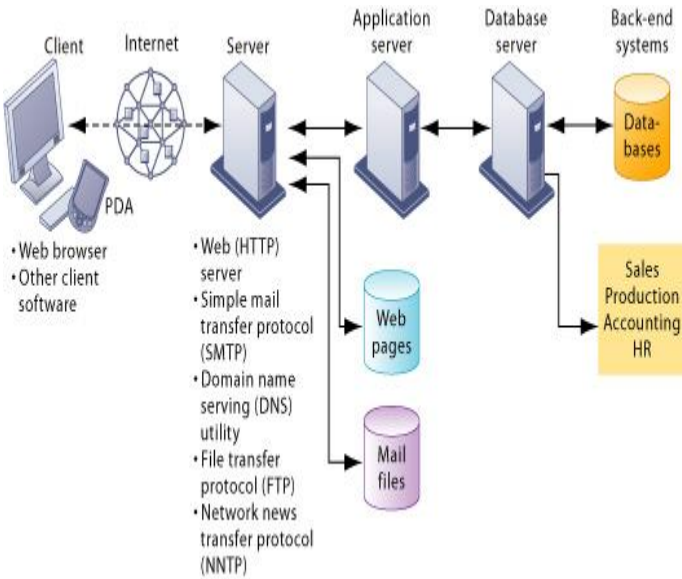 Client
Internet
Server
Application
server
Database
server
Back-end
systems
Data-
bases
PDA
• Web browser
• Other client
software
• Web (HTTP)
server
• Simple mail
transfer protocol
(SMTP)
• Domain name
serving (DNS)
utility
• File transfer
protocol (FTP)
• Network news
transfer protocol
(NNTP)
Web
pages
Mail
files
Sales
Production
Accounting
HR